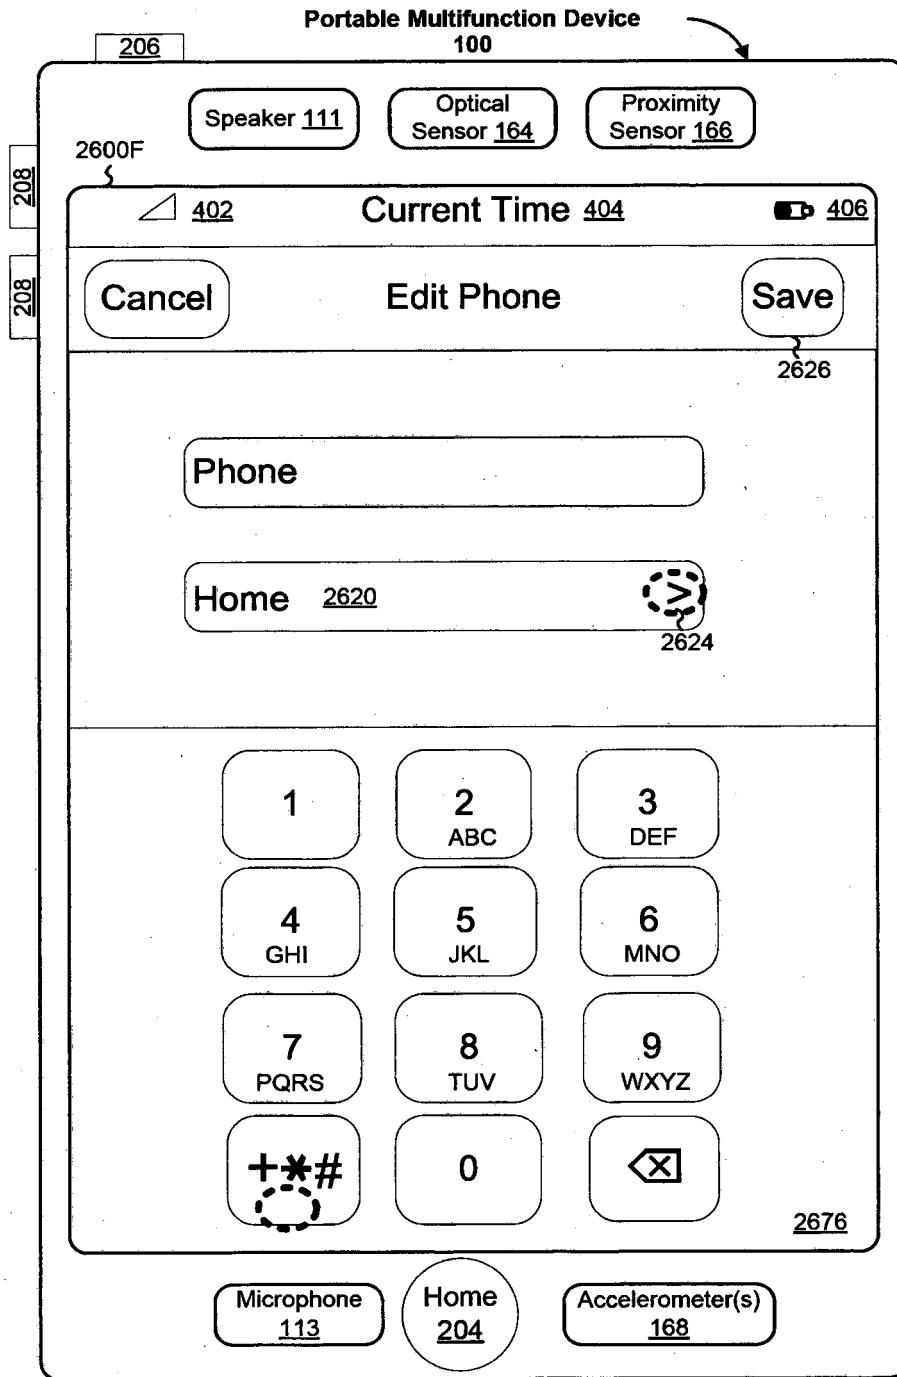 Portable Multifunction Device
100
206
Speaker 111
Optical
Sensor 164
Proximity
Sensor 166
2600F
208
402
Current Time 404
406
208
Cancel
Edit Phone
Save
2626
Phone
Home 2620 >
2624
1
2
ABC
3
DEF
4
GHI
5
JKL
6
MNO
7
PQRS
8
TUV
9
WXYZ
+*#
0
2676
Microphone
113
Home
204
Accelerometer(s)
168